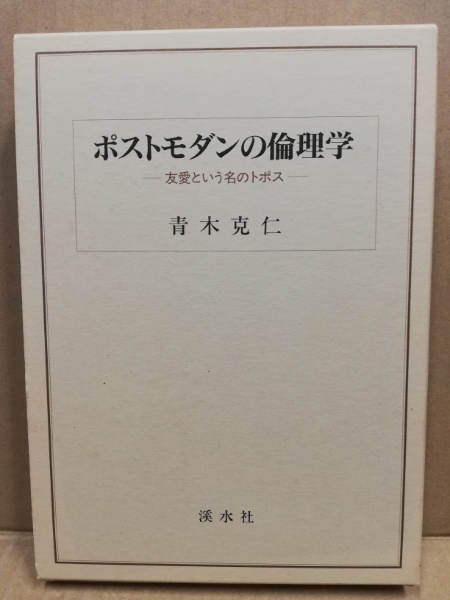 ポストモダンの倫理学
―友愛という名のトポス―
青木克仁
溪水社